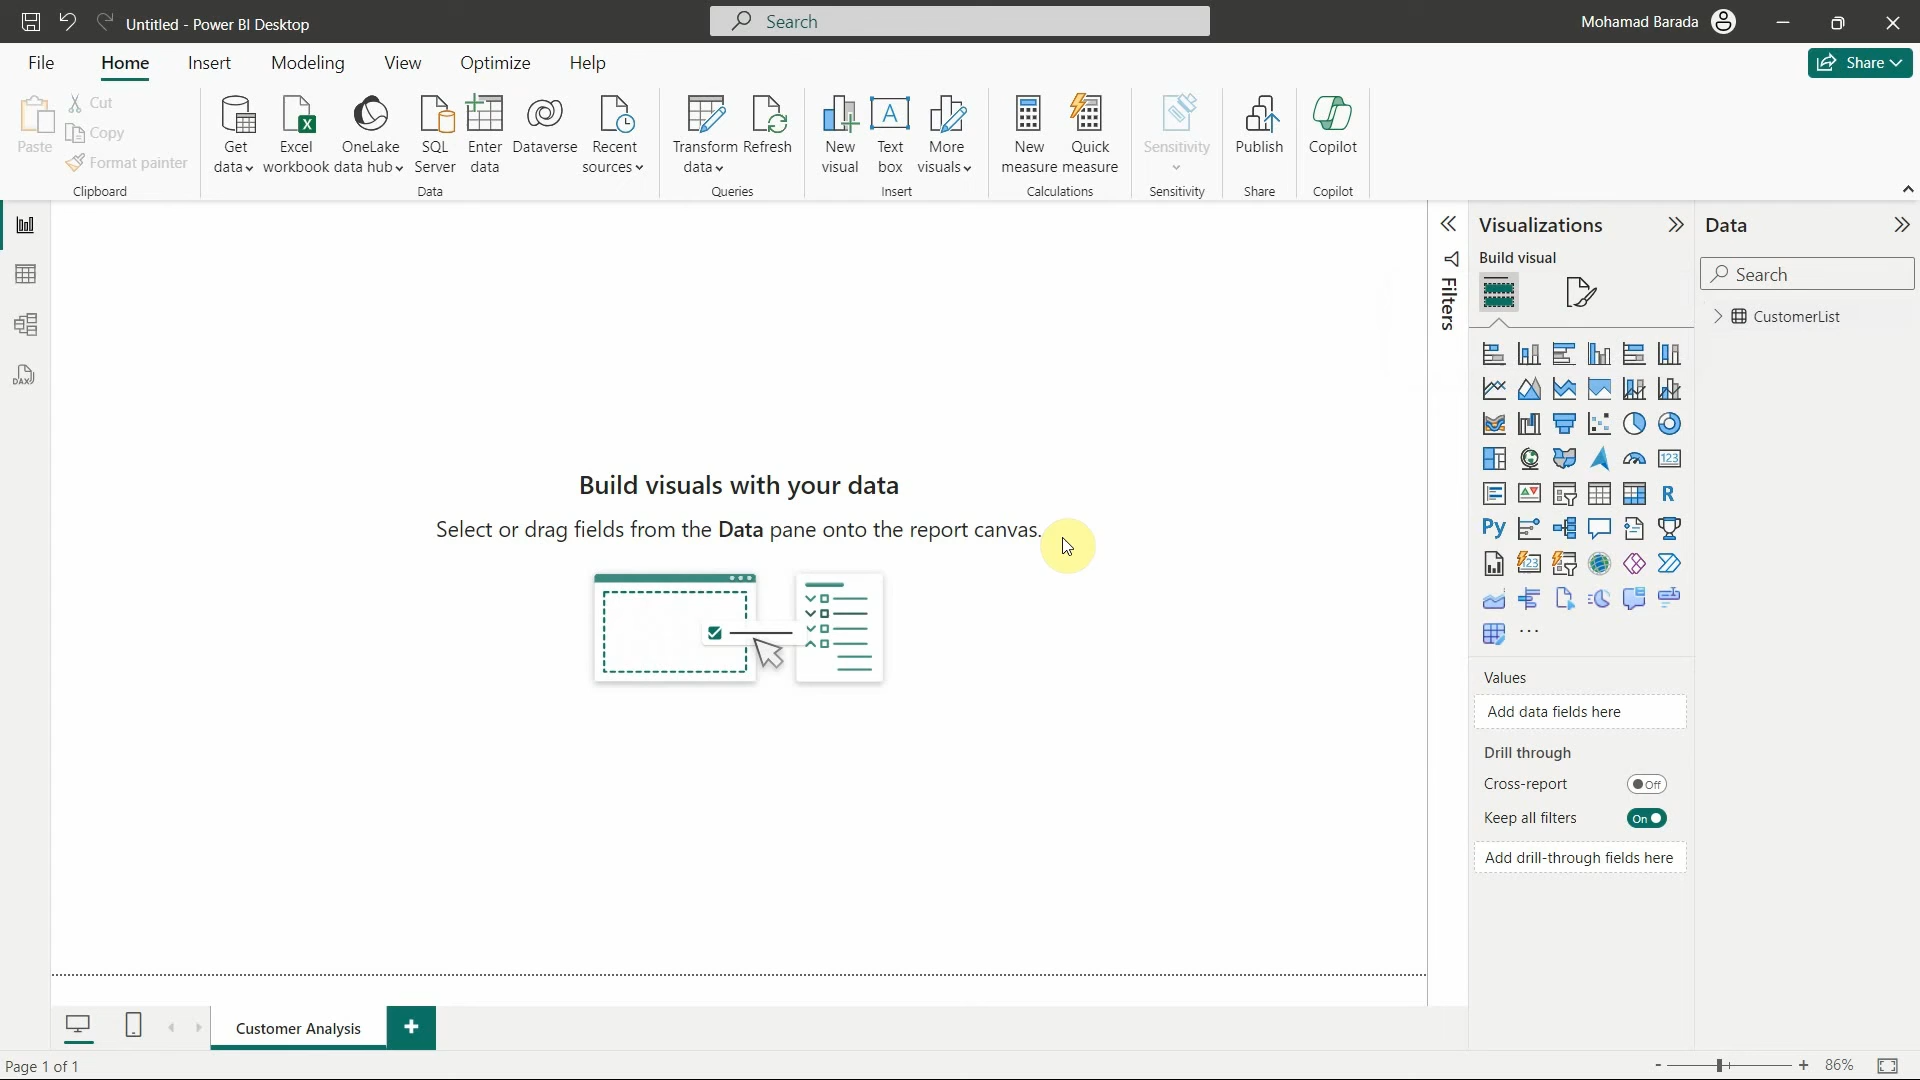 Untitled - Power BI Desktop
Search
Mohamad Barada
File Home Insert Modeling View Optimize Help
Share
Paste
Cut
Copy
Format painter
Clipboard
Get data
Excel workbook
OneLake data hub
SQL Server
Enter data
Dataverse
Recent sources
Data
Transform data
Refresh
Queries
New visual
Text box
More visuals
Insert
New measure
Quick measure
Calculations
Sensitivity
Sensitivity
Publish
Share
Copilot
Copilot
Build visuals with your data
Select or drag fields from the Data pane onto the report canvas.
Filters
Visualizations
Build visual
123
R
Py
123
Values
Add data fields here
Drill through
Cross-report Off
Keep all filters On
Add drill-through fields here
Data
Search
CustomerList
DAX
A
Customer Analysis
Page 1 of 1
86%